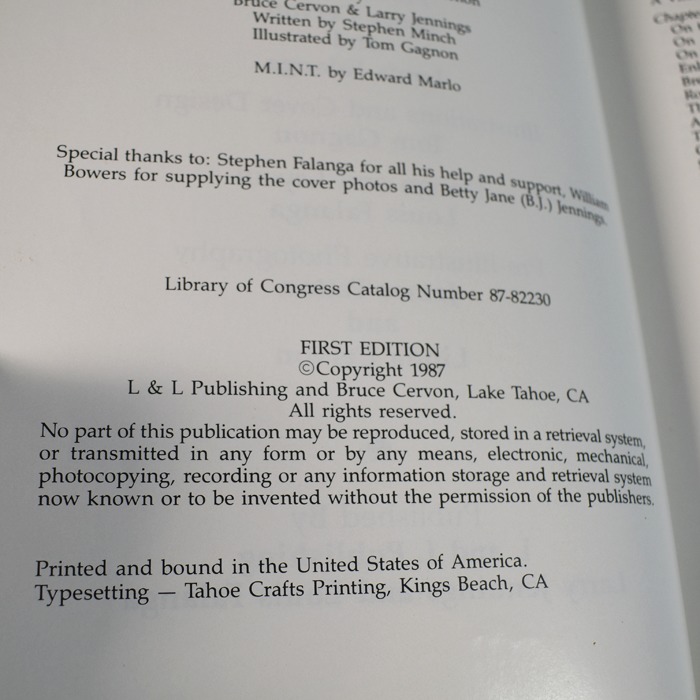 Bruce Cervon & Larry Jennings
Written by Stephen Minch
Illustrated by Tom Gagnon
M.I.N.T. by Edward Marlo
Special thanks to: Stephen Falanga for all his help and support, William
Bowers for supplying the cover photos and Betty Jane (B.J.) Jennings.
Library of Congress Catalog Number 87-82230
FIRST EDITION
©Copyright 1987
L & L Publishing and Bruce Cervon, Lake Tahoe, CA
All rights reserved.
No part of this publication may be reproduced, stored in a retrieval system,
or transmitted in any form or by any means, electronic, mechanical,
photocopying, recording or any information storage and retrieval system
now known or to be invented without the permission of the publishers.
Printed and bound in the United States of America.
Typesetting — Tahoe Crafts Printing, Kings Beach, CA
On
On